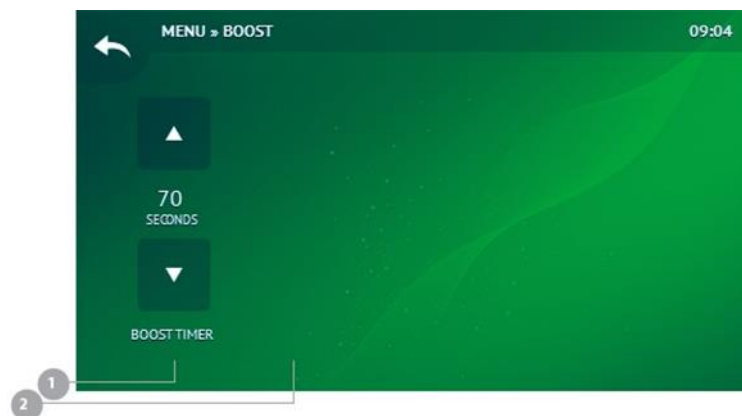 MENU » BOOST
09:04
70
SECONDS
BOOST TIMER
1
2